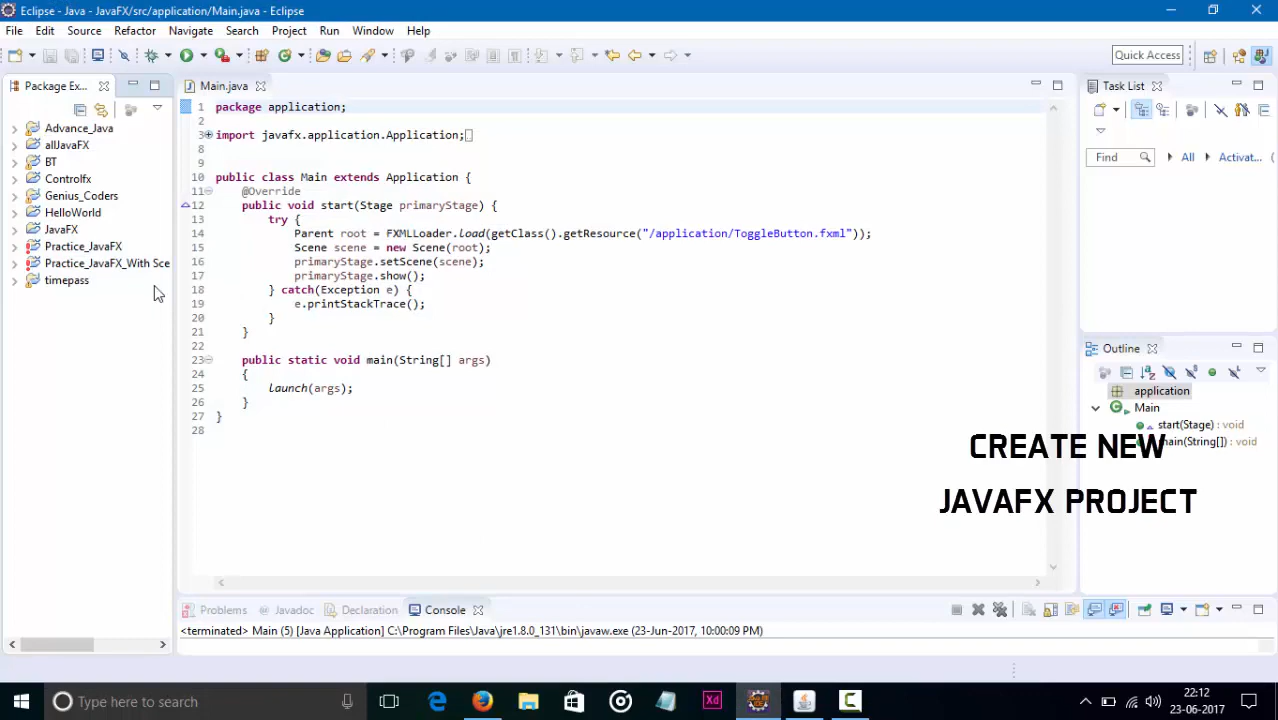 Eclipse - Java - JavaFX/src/application/Main.java - Eclipse
File Edit Source Refactor Navigate Search Project Run Window Help
Quick Access
Package Ex...
Advance_Java
allJavaFX
BT
Controlfx
Genius_Coders
HelloWorld
JavaFX
Practice_JavaFX
Practice_JavaFX_With Sce
timepass
Main.java
1 package application;
2
3 import javafx.application.Application;
8
9
10 public class Main extends Application {
11 @Override
12 public void start(Stage primaryStage) {
13 try {
14 Parent root = FXMLLoader.load(getClass().getResource("/application/ToggleButton.fxml"));
15 Scene scene = new Scene(root);
16 primaryStage.setScene(scene);
17 primaryStage.show();
18 } catch(Exception e) {
19 e.printStackTrace();
20 }
21 }
22
23 public static void main(String[] args)
24 {
25 launch(args);
26 }
27 }
28
Task List
Find All Activat...
Outline
application
Main
start(Stage) : void
main(String[]) : void
CREATE NEW
JAVAFX PROJECT
Problems Javadoc Declaration Console
<terminated> Main (5) [Java Application] C:\Program Files\Java\jre1.8.0_131\bin\javaw.exe (23-Jun-2017, 10:00:09 PM)
Type here to search
Xd
22:12
23-06-2017